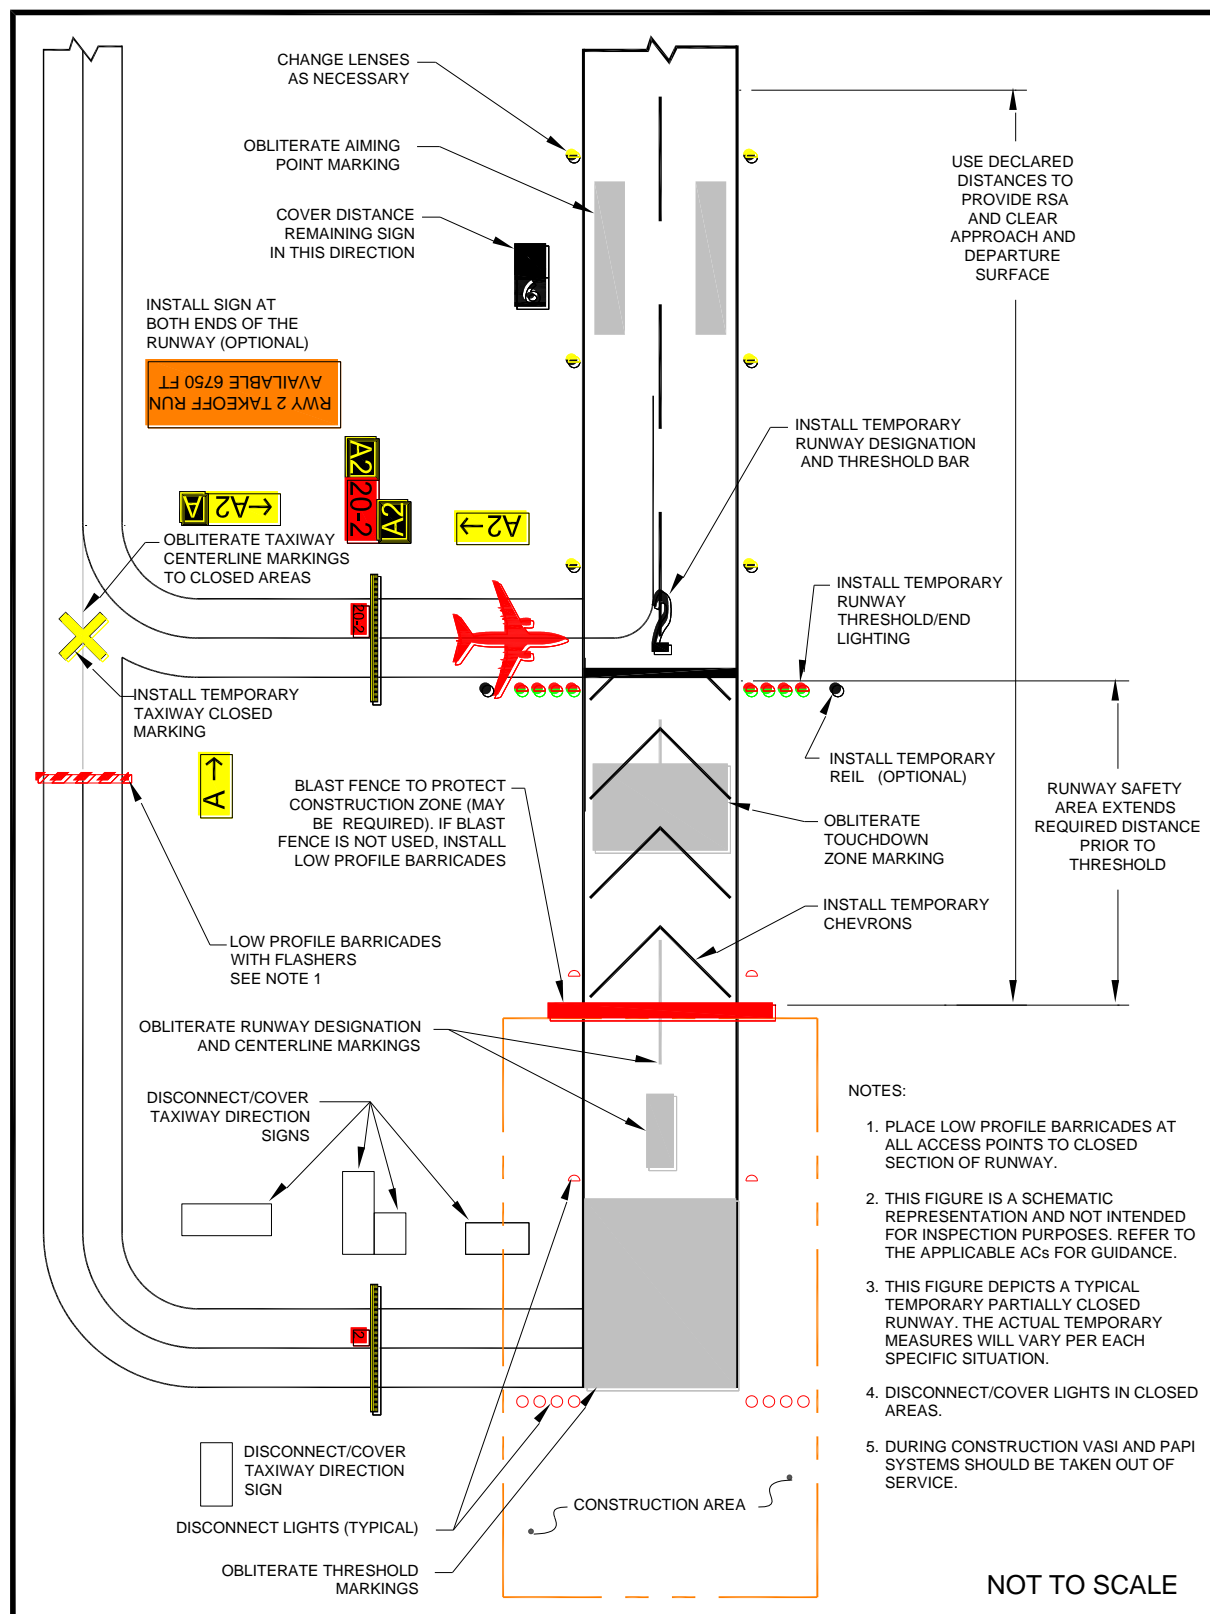 CHANGE LENSES
AS NECESSARY
OBLITERATE AIMING
POINT MARKING
COVER DISTANCE
REMAINING SIGN
IN THIS DIRECTION
6
INSTALL SIGN AT
BOTH ENDS OF THE
RUNWAY (OPTIONAL)
RWY 2 TAKEOFF RUN
AVAILABLE 6750 FT
USE DECLARED
DISTANCES TO
PROVIDE RSA
AND CLEAR
APPROACH AND
DEPARTURE
SURFACE
INSTALL TEMPORARY
RUNWAY DESIGNATION
AND THRESHOLD BAR
A2
20-2
A2
A
←A2
A2→
OBLITERATE TAXIWAY
CENTERLINE MARKINGS
TO CLOSED AREAS
20-2
2
INSTALL TEMPORARY
RUNWAY
THRESHOLD/END
LIGHTING
INSTALL TEMPORARY
TAXIWAY CLOSED
MARKING
A→
INSTALL TEMPORARY
REIL (OPTIONAL)
BLAST FENCE TO PROTECT
CONSTRUCTION ZONE (MAY
BE REQUIRED). IF BLAST
FENCE IS NOT USED, INSTALL
LOW PROFILE BARRICADES
RUNWAY SAFETY
AREA EXTENDS
REQUIRED DISTANCE
PRIOR TO
THRESHOLD
OBLITERATE
TOUCHDOWN
ZONE MARKING
INSTALL TEMPORARY
CHEVRONS
LOW PROFILE BARRICADES
WITH FLASHERS
SEE NOTE 1
OBLITERATE RUNWAY DESIGNATION
AND CENTERLINE MARKINGS
DISCONNECT/COVER
TAXIWAY DIRECTION
SIGNS
2
DISCONNECT/COVER
TAXIWAY DIRECTION
SIGN
DISCONNECT LIGHTS (TYPICAL)
OBLITERATE THRESHOLD
MARKINGS
CONSTRUCTION AREA
NOTES:
1. PLACE LOW PROFILE BARRICADES AT
ALL ACCESS POINTS TO CLOSED
SECTION OF RUNWAY.
2. THIS FIGURE IS A SCHEMATIC
REPRESENTATION AND NOT INTENDED
FOR INSPECTION PURPOSES. REFER TO
THE APPLICABLE ACs FOR GUIDANCE.
3. THIS FIGURE DEPICTS A TYPICAL
TEMPORARY PARTIALLY CLOSED
RUNWAY. THE ACTUAL TEMPORARY
MEASURES WILL VARY PER EACH
SPECIFIC SITUATION.
4. DISCONNECT/COVER LIGHTS IN CLOSED
AREAS.
5. DURING CONSTRUCTION VASI AND PAPI
SYSTEMS SHOULD BE TAKEN OUT OF
SERVICE.
NOT TO SCALE